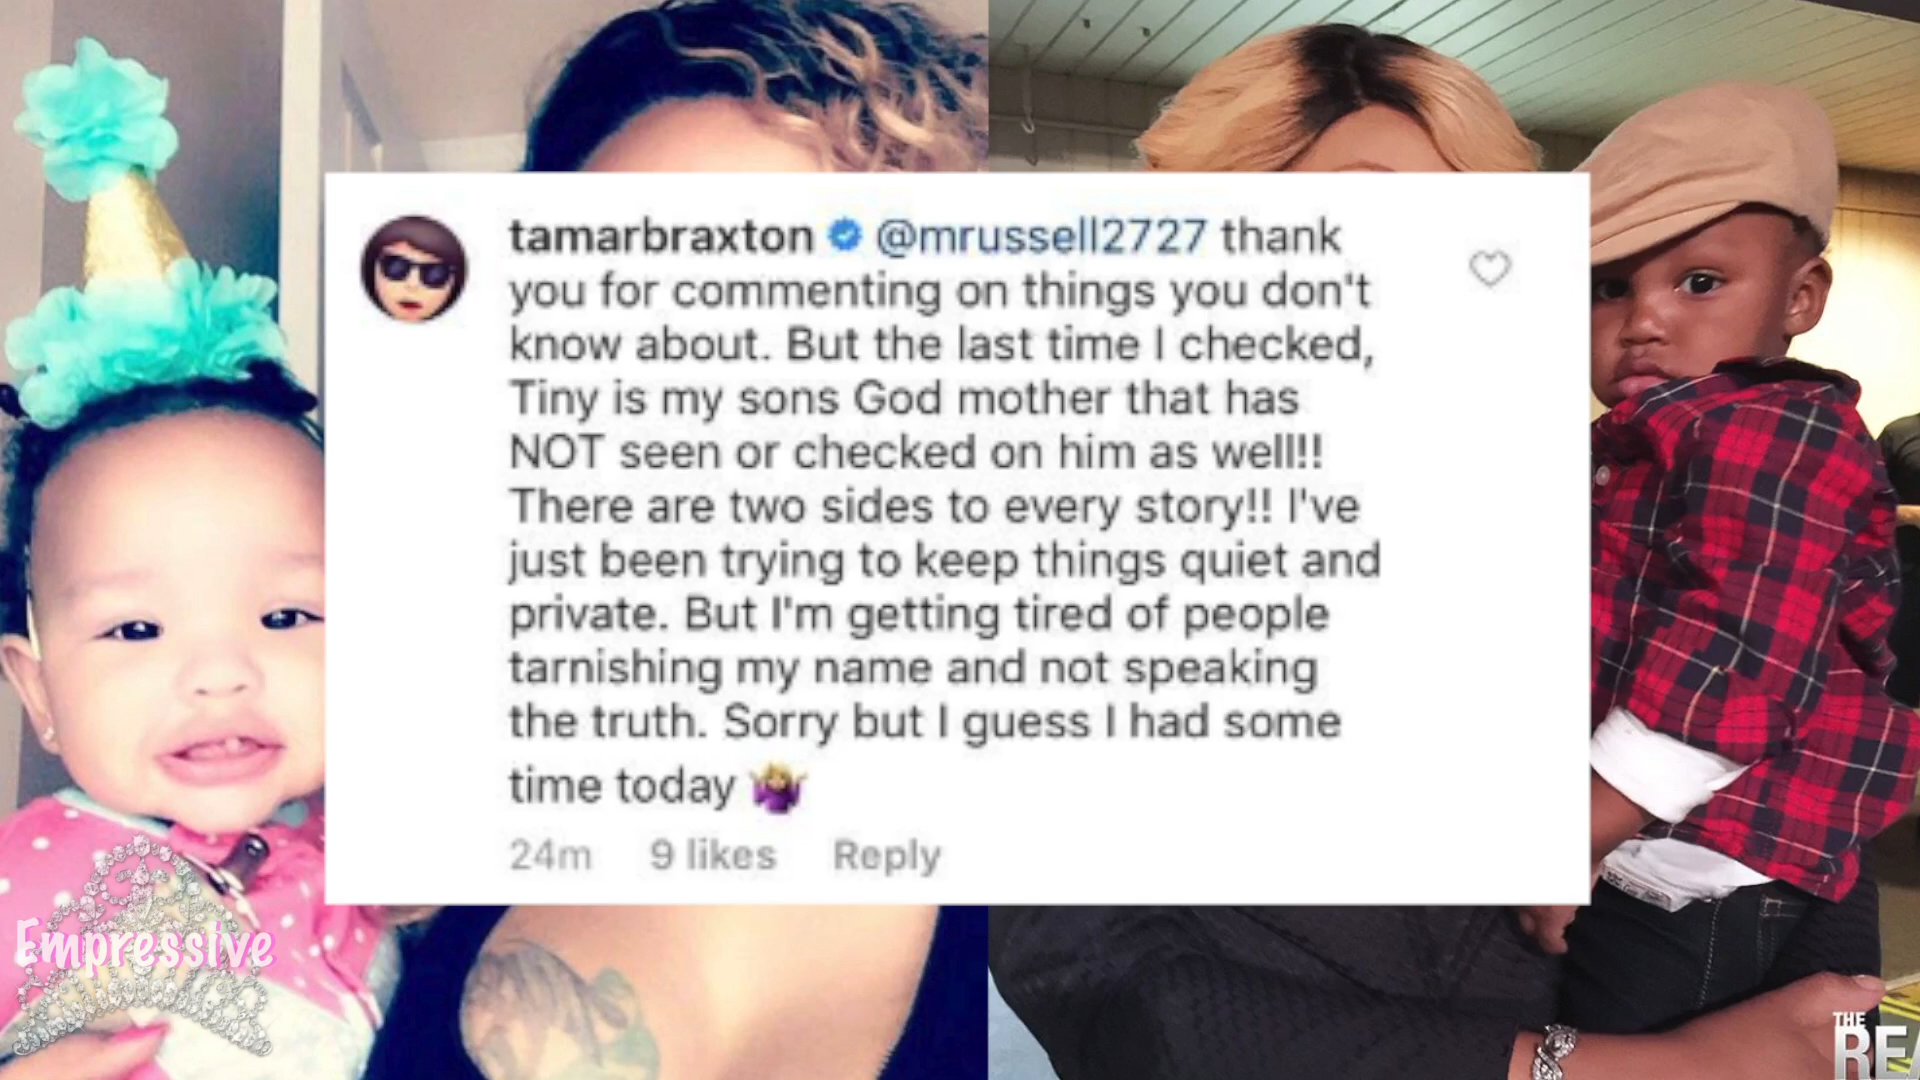 tamarbraxton @mrussell2727 thank
you for commenting on things you don't
know about. But the last time I checked,
Tiny is my sons God mother that has
NOT seen or checked on him as well!!
There are two sides to every story!! I've
just been trying to keep things quiet and
private. But I'm getting tired of people
tarnishing my name and not speaking
the truth. Sorry but I guess I had some
time today
24m 9 likes Reply
Empressive
THE
REA